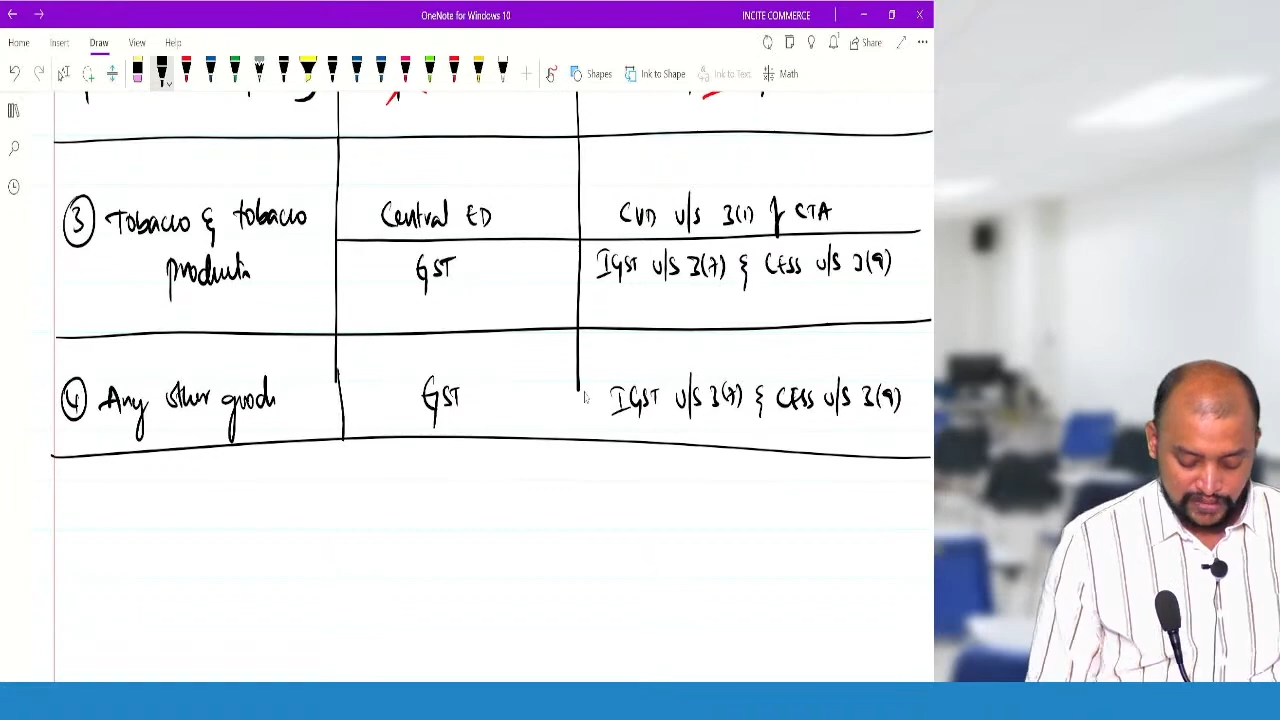 OneNote for Windows 10
INCITE COMMERCE
Home Insert Draw View Help
Share
Shapes Ink to Shape Ink to Text Math
③ Tobacco & tobacco
products
Central ED
CVD u/s 3(1) of CTA
GST
IGST u/s 3(7) & CESS u/s 3(9)
④ Any other goods
GST
IGST u/s 3(7) & CESS u/s 3(9)